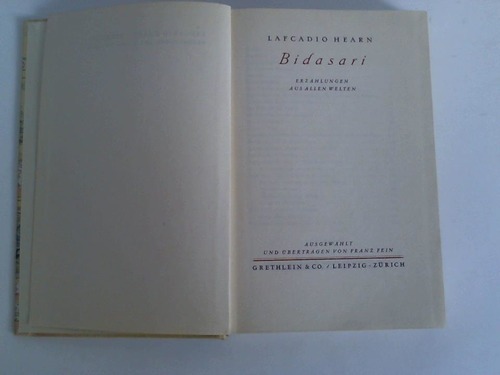 LAFCADIO HEARN
Bidasari
ERZÄHLUNGEN
AUS ALLEN WELTEN
AUSGEWÄHLT
UND ÜBERTRAGEN VON FRANZ FEIN
GRETHLEIN & CO. / LEIPZIG - ZÜRICH